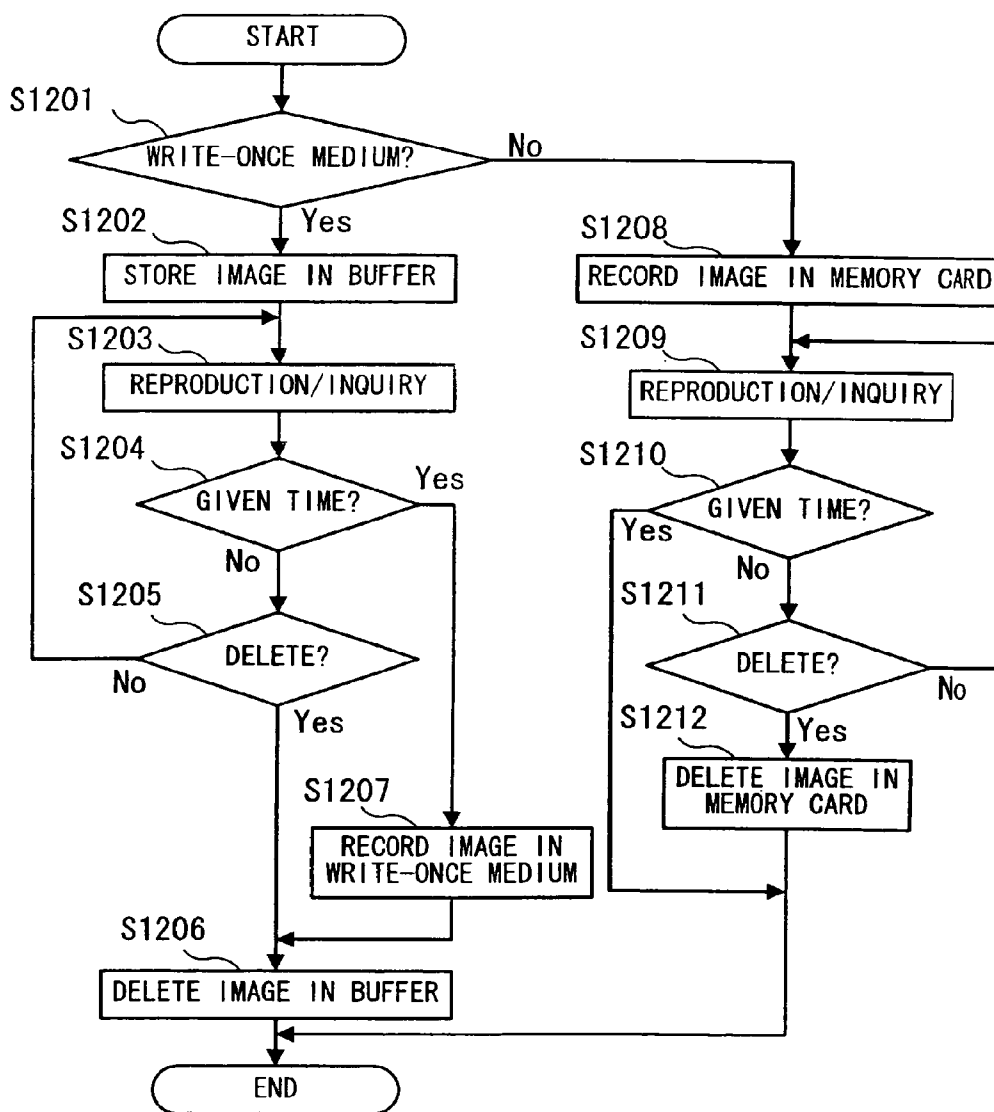 START
S1201
WRITE-ONCE MEDIUM?
No
Yes
S1202
STORE IMAGE IN BUFFER
S1203
REPRODUCTION/INQUIRY
S1204
GIVEN TIME?
Yes
No
S1205
DELETE?
No
Yes
S1207
RECORD IMAGE IN
WRITE-ONCE MEDIUM
S1206
DELETE IMAGE IN BUFFER
S1208
RECORD IMAGE IN MEMORY CARD
S1209
REPRODUCTION/INQUIRY
S1210
GIVEN TIME?
Yes
No
S1211
DELETE?
No
Yes
S1212
DELETE IMAGE IN
MEMORY CARD
END